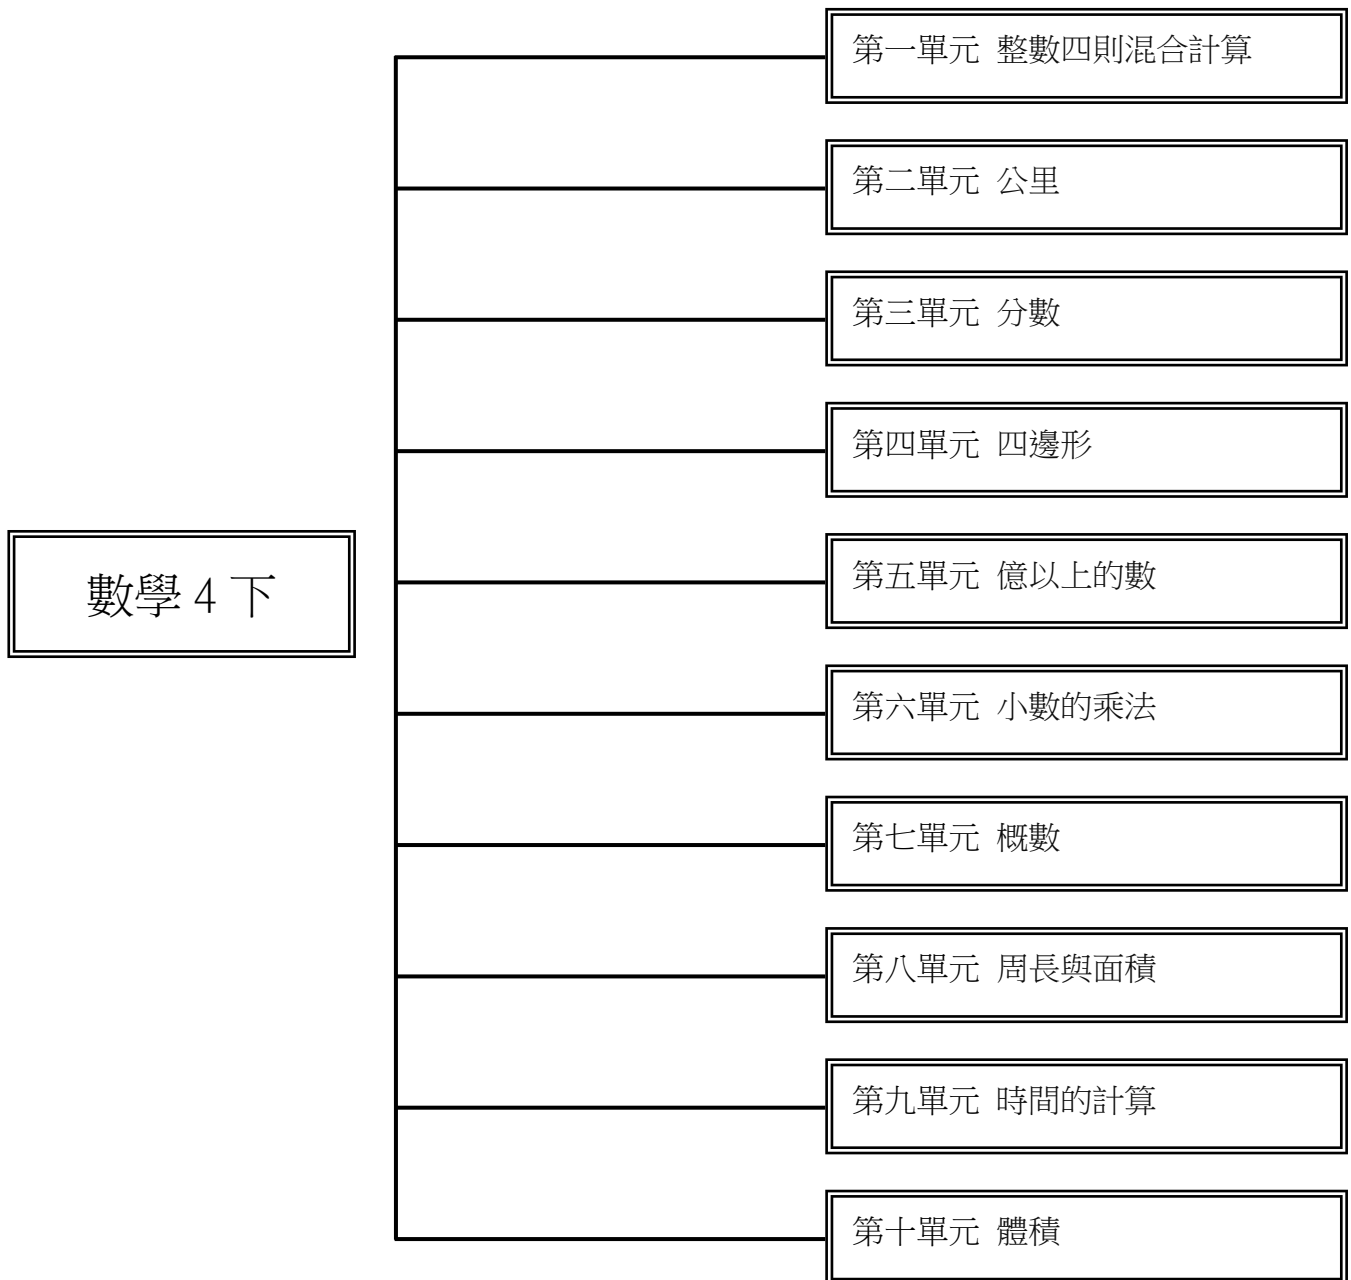 第一單元 整數四則混合計算
第二單元 公里
第三單元 分數
第四單元 四邊形
數學 4 下
第五單元 億以上的數
第六單元 小數的乘法
第七單元 概數
第八單元 周長與面積
第九單元 時間的計算
第十單元 體積